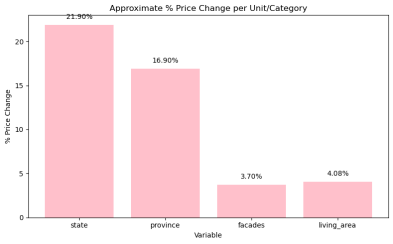 Approximate % Price Change per Unit/Category
21.90%
16.90%
3.70%
4.08%
% Price Change
20
15
10
5
0
state province facades living_area
Variable